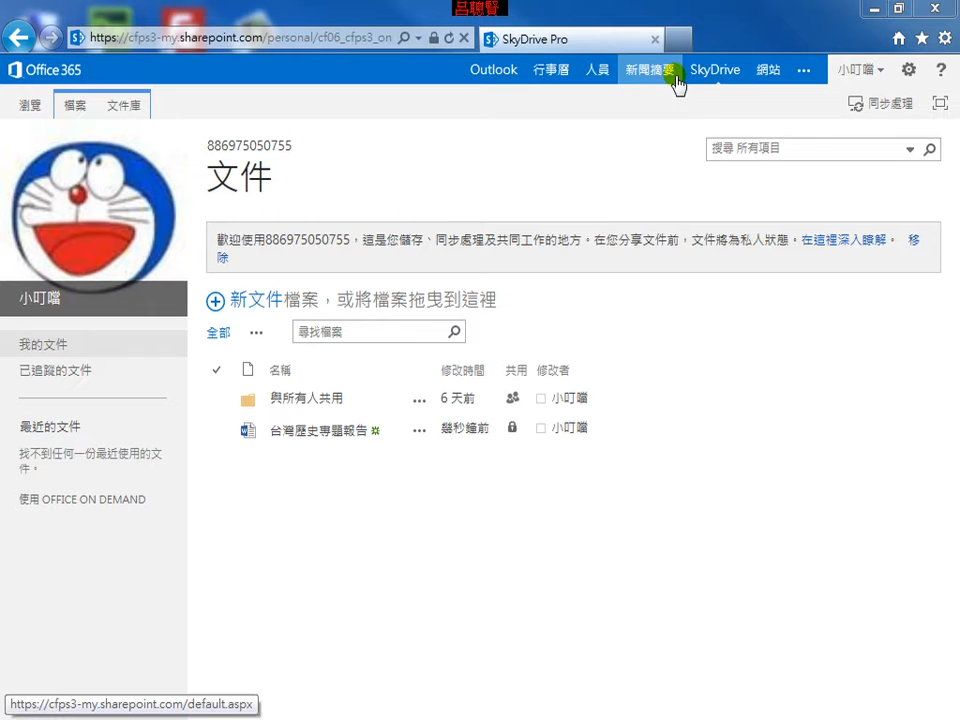 呂聰賢
https://cfps3-my.sharepoint.com/personal/cf06_cfps3_on
SkyDrive Pro
Office 365
Outlook 行事曆 人員 新聞摘要 SkyDrive 網站 ... 小叮噹 ?
瀏覽 檔案 文件庫 同步處理
886975050755
文件
搜尋 所有項目
歡迎使用886975050755，這是您儲存、同步處理及共同工作的地方。在您分享文件前，文件將為私人狀態。在這裡深入瞭解。 移
除
小叮噹
新文件檔案，或將檔案拖曳到這裡
全部 ... 尋找檔案
我的文件
已追蹤的文件
名稱 修改時間 共用 修改者
與所有人共用 ... 6 天前 小叮噹
台灣歷史專題報告 ... 幾秒鐘前 小叮噹
最近的文件
找不到任何一份最近使用的文
件。
使用 OFFICE ON DEMAND
https://cfps3-my.sharepoint.com/default.aspx